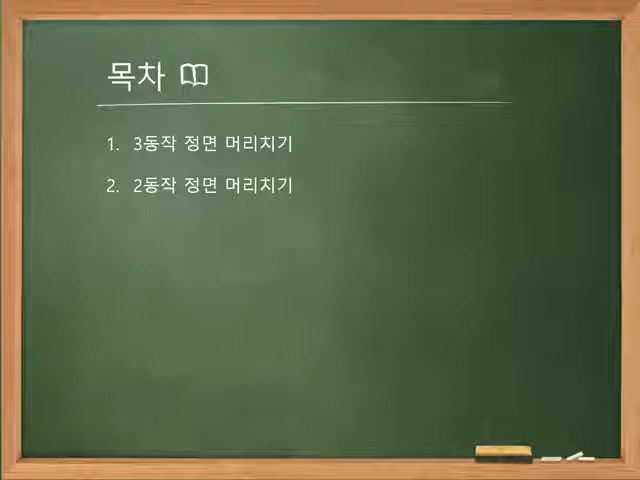 목차
1. 3동작 정면 머리치기
2. 2동작 정면 머리치기